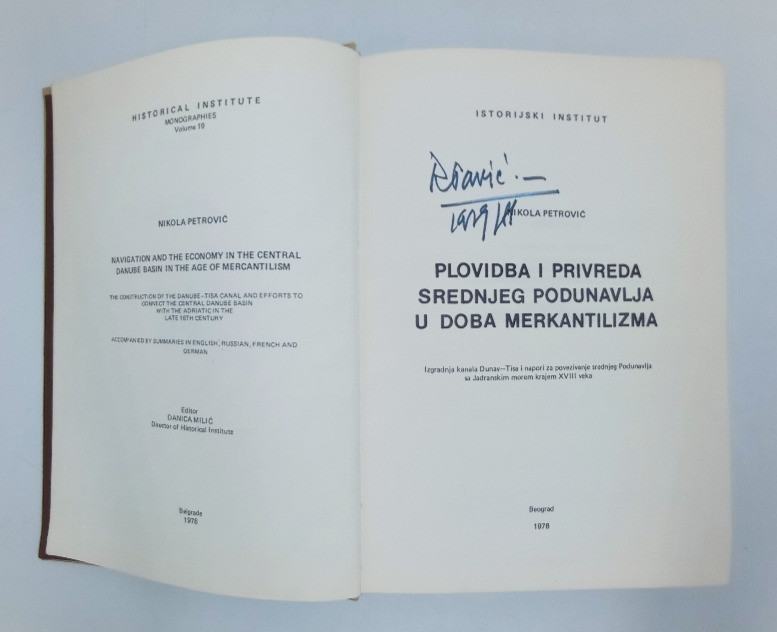 HISTORICAL INSTITUTE
MONOGRAPHIES
Volume 19
NIKOLA PETROVIĆ
NAVIGATION AND THE ECONOMY IN THE CENTRAL
DANUBE BASIN IN THE AGE OF MERCANTILISM
THE CONSTRUCTION OF THE DANUBE–TISA CANAL AND EFFORTS TO
CONNECT THE CENTRAL DANUBE BASIN
WITH THE ADRIATIC IN THE
LATE 18TH CENTURY
ACCOMPANIED BY SUMMARIES IN ENGLISH, RUSSIAN, FRENCH AND
GERMAN
Editor
DANICA MILIĆ
Director of Historical Institute
Belgrade
1978
ISTORIJSKI INSTITUT
NIKOLA PETROVIĆ
PLOVIDBA I PRIVREDA
SREDNJEG PODUNAVLJA
U DOBA MERKANTILIZMA
Izgradnja kanala Dunav—Tisa i napori za povezivanje srednjeg Podunavlja
sa Jadranskim morem krajem XVIII veka
Beograd
1978